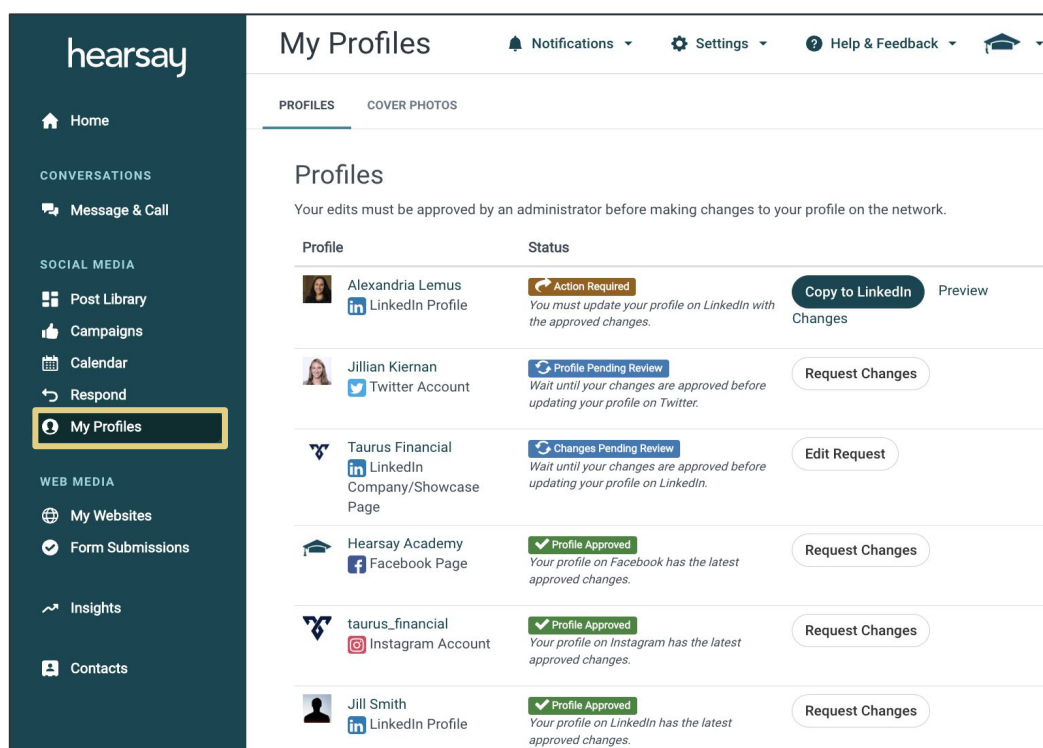 hearsay
My Profiles
Notifications
Settings
Help & Feedback
Home
CONVERSATIONS
Message & Call
SOCIAL MEDIA
Post Library
Campaigns
Calendar
Respond
My Profiles
WEB MEDIA
My Websites
Form Submissions
Insights
Contacts
PROFILES COVER PHOTOS
Profiles
Your edits must be approved by an administrator before making changes to your profile on the network.
Profile Status
Alexandria Lemus
in LinkedIn Profile
Action Required
You must update your profile on LinkedIn with
the approved changes.
Copy to LinkedIn Preview
Changes
Jillian Kiernan
Twitter Account
Profile Pending Review
Wait until your changes are approved before
updating your profile on Twitter.
Request Changes
Taurus Financial
in LinkedIn
Company/Showcase
Page
Changes Pending Review
Wait until your changes are approved before
updating your profile on LinkedIn.
Edit Request
Hearsay Academy
f Facebook Page
Profile Approved
Your profile on Facebook has the latest
approved changes.
Request Changes
taurus_financial
Instagram Account
Profile Approved
Your profile on Instagram has the latest
approved changes.
Request Changes
Jill Smith
in LinkedIn Profile
Profile Approved
Your profile on LinkedIn has the latest
approved changes.
Request Changes